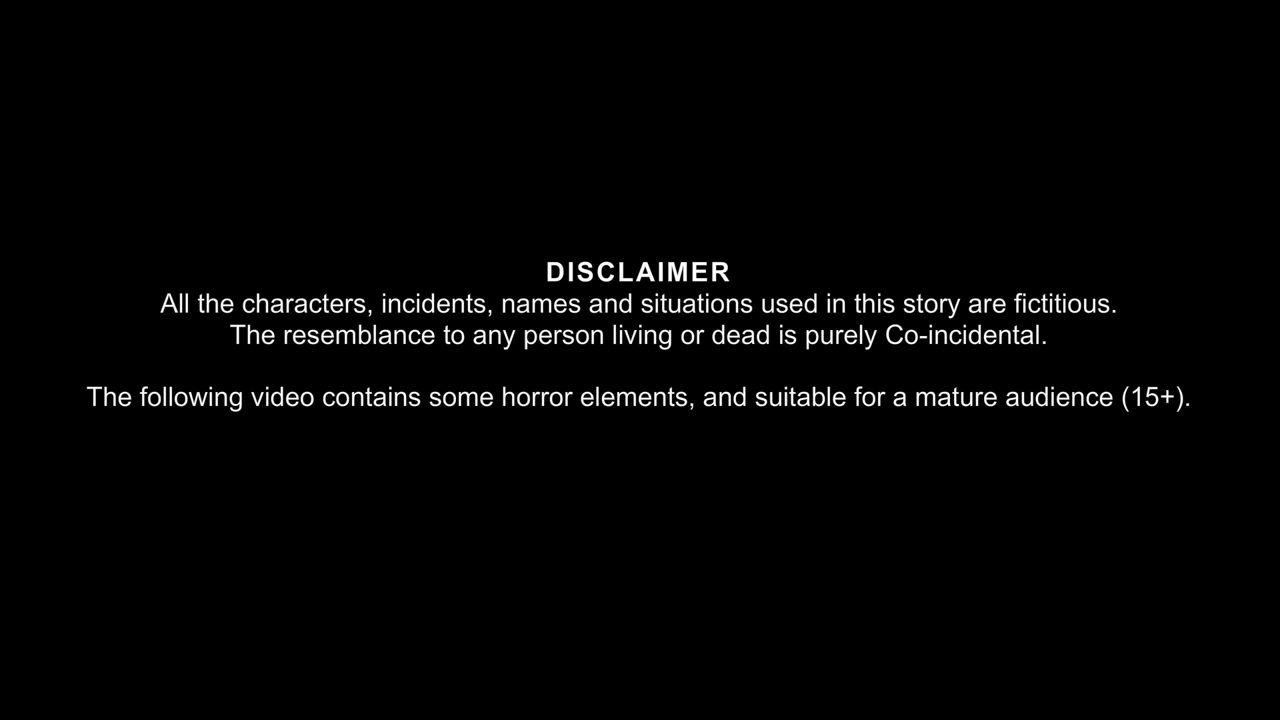 DISCLAIMER
All the characters, incidents, names and situations used in this story are fictitious.
The resemblance to any person living or dead is purely Co-incidental.
The following video contains some horror elements, and suitable for a mature audience (15+).